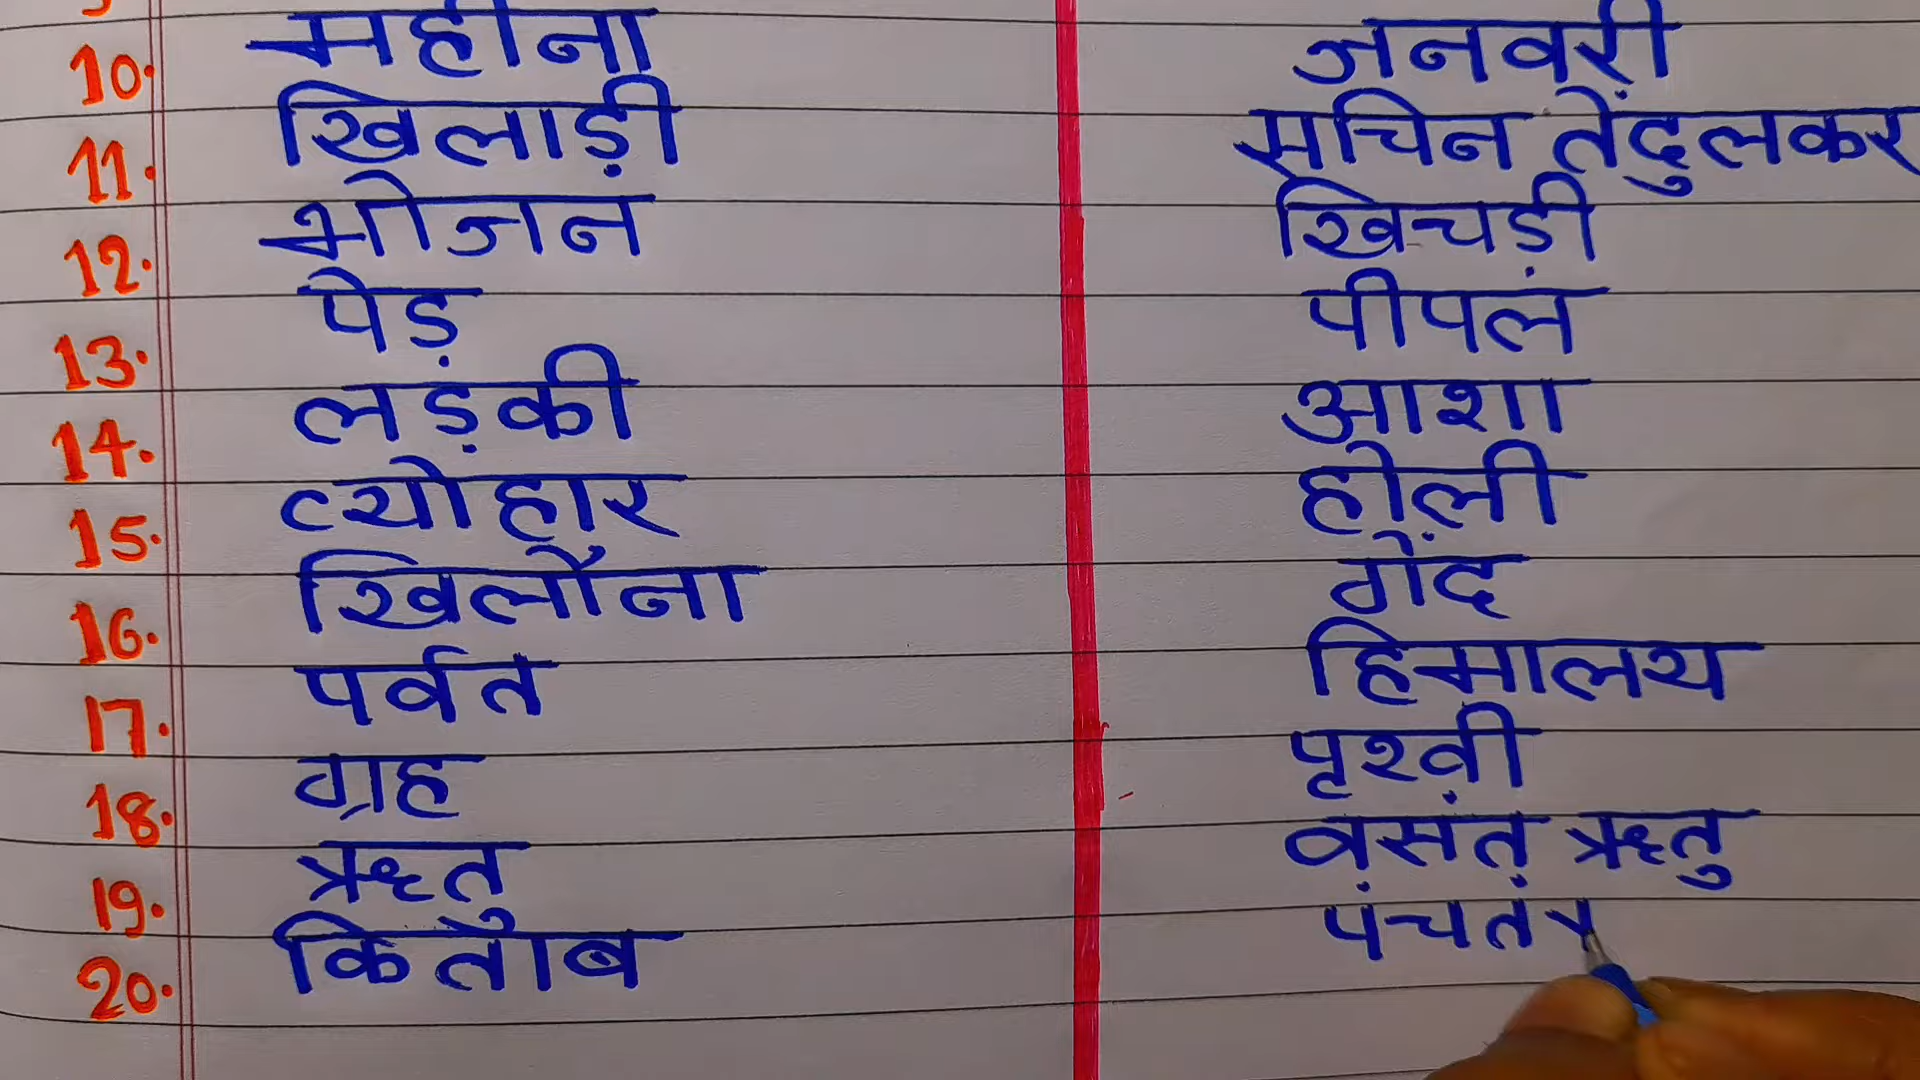 10. महीना जनवरी
11. खिलाड़ी सचिन तेंदुलकर
12. भोजन खिचड़ी
13. पेड़ पीपल
14. लड़की आशा
15. त्योहार होली
16. खिलौना गेंद
17. पर्वत हिमालय
18. ग्रह पृथ्वी
19. ऋतु वसंत ऋतु
20. किताब